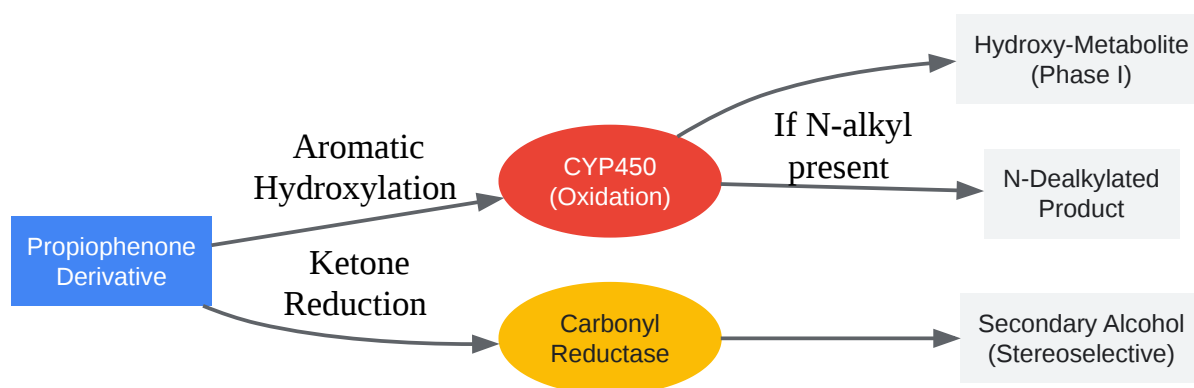 Propiophenone
Derivative
Aromatic
Hydroxylation
Ketone
Reduction
CYP450
(Oxidation)
Carbonyl
Reductase
If N-alkyl
present
Hydroxy-Metabolite
(Phase I)
N-Dealkylated
Product
Secondary Alcohol
(Stereoselective)